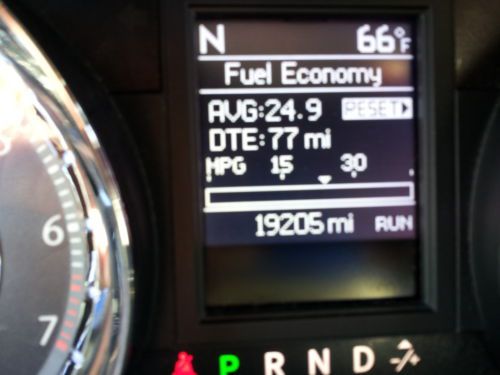 N 66°F
Fuel Economy
AVG:24.9 RESET
DTE:77 mi
MPG 15 30
19205 mi RUN
6
7
P R N D +/-